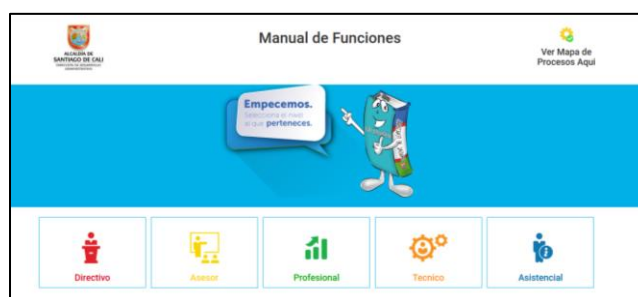 Manual de Funciones
ALCALDÍA DE
SANTIAGO DE CALI
Ver Mapa de
Procesos Aqui
Empecemos.
Selecciona el nivel
al que perteneces.
Directivo
Asesor
Profesional
Tecnico
Asistencial